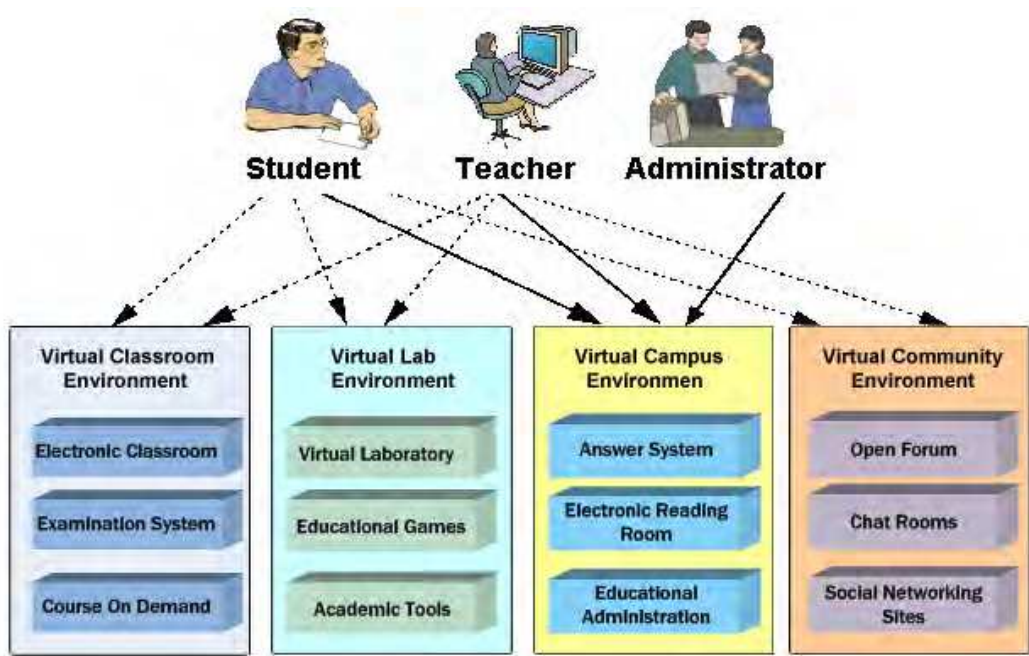 Student
Teacher
Administrator
Virtual Classroom
Environment
Electronic Classroom
Examination System
Course On Demand
Virtual Lab
Environment
Virtual Laboratory
Educational Games
Academic Tools
Virtual Campus
Environmen
Answer System
Electronic Reading
Room
Educational
Administration
Virtual Community
Environment
Open Forum
Chat Rooms
Social Networking
Sites